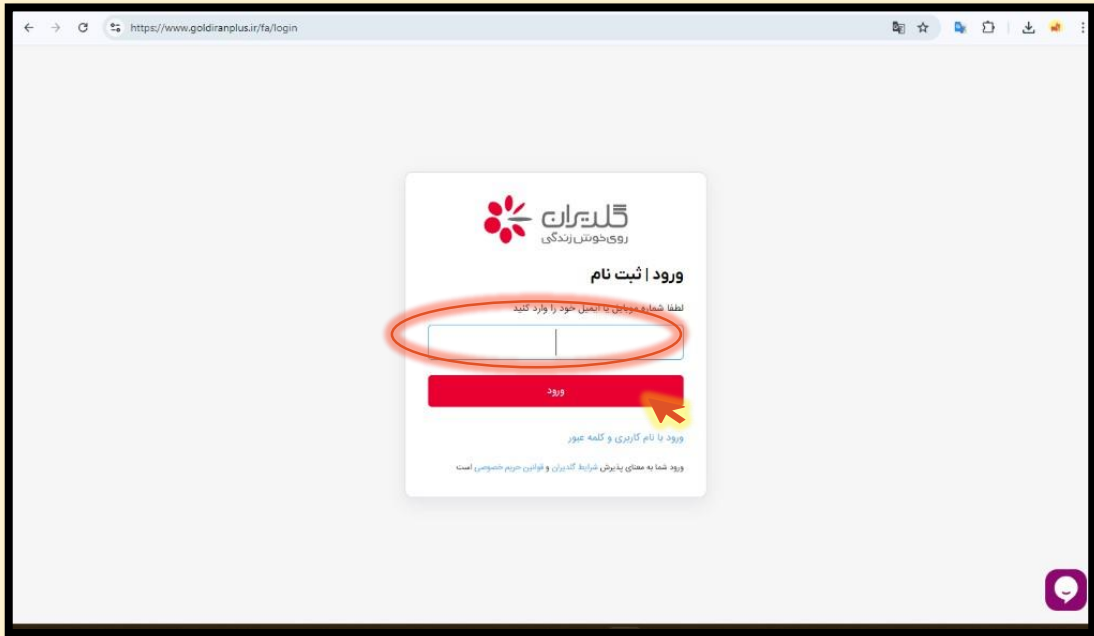 https://www.goldiranplus.ir/fa/login
گلدیران
روی خوش زندگی
ورود | ثبت نام
لطفا شماره موبایل یا ایمیل خود را وارد کنید
ورود
ورود با نام کاربری و کلمه عبور
ورود شما به معنای پذیرش شرایط گلدیران و قوانین حریم خصوصی است